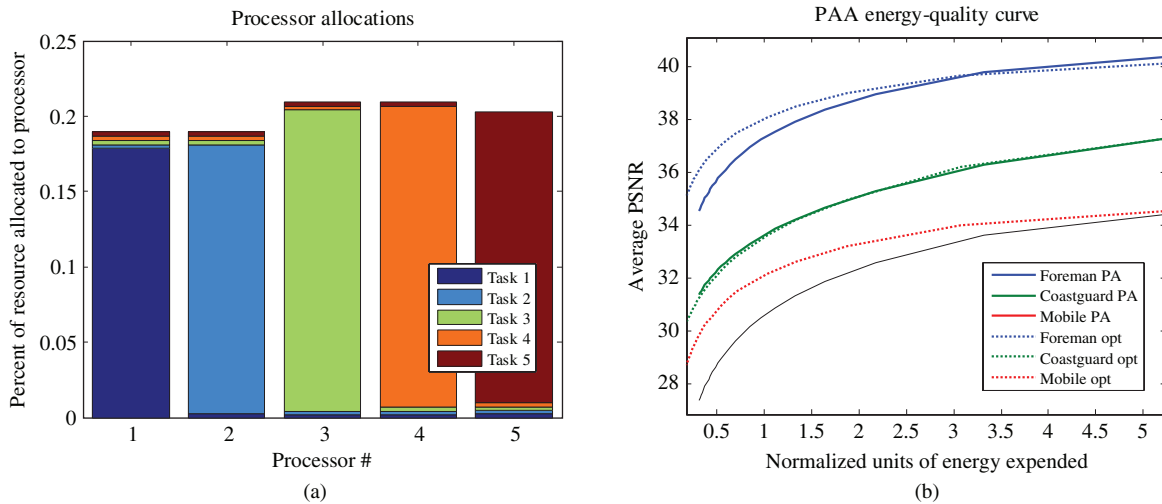 Processor allocations
Percent of resource allocated to processor
0.25
0.2
0.15
0.1
0.05
0
Task 1
Task 2
Task 3
Task 4
Task 5
1 2 3 4 5
Processor #
(a)
PAA energy-quality curve
Average PSNR
40
38
36
34
32
30
28
Foreman PA
Coastguard PA
Mobile PA
Foreman opt
Coastguard opt
Mobile opt
0.5 1 1.5 2 2.5 3 3.5 4 4.5 5
Normalized units of energy expended
(b)